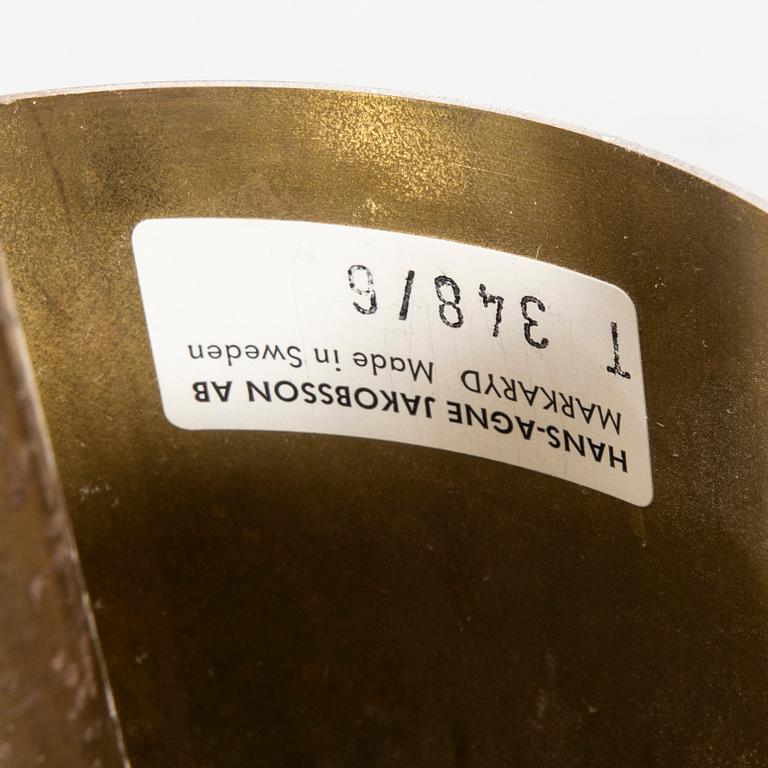 HANS-AGNE JAKOBSSON AB
MARKARYD Made in Sweden
T 348/6